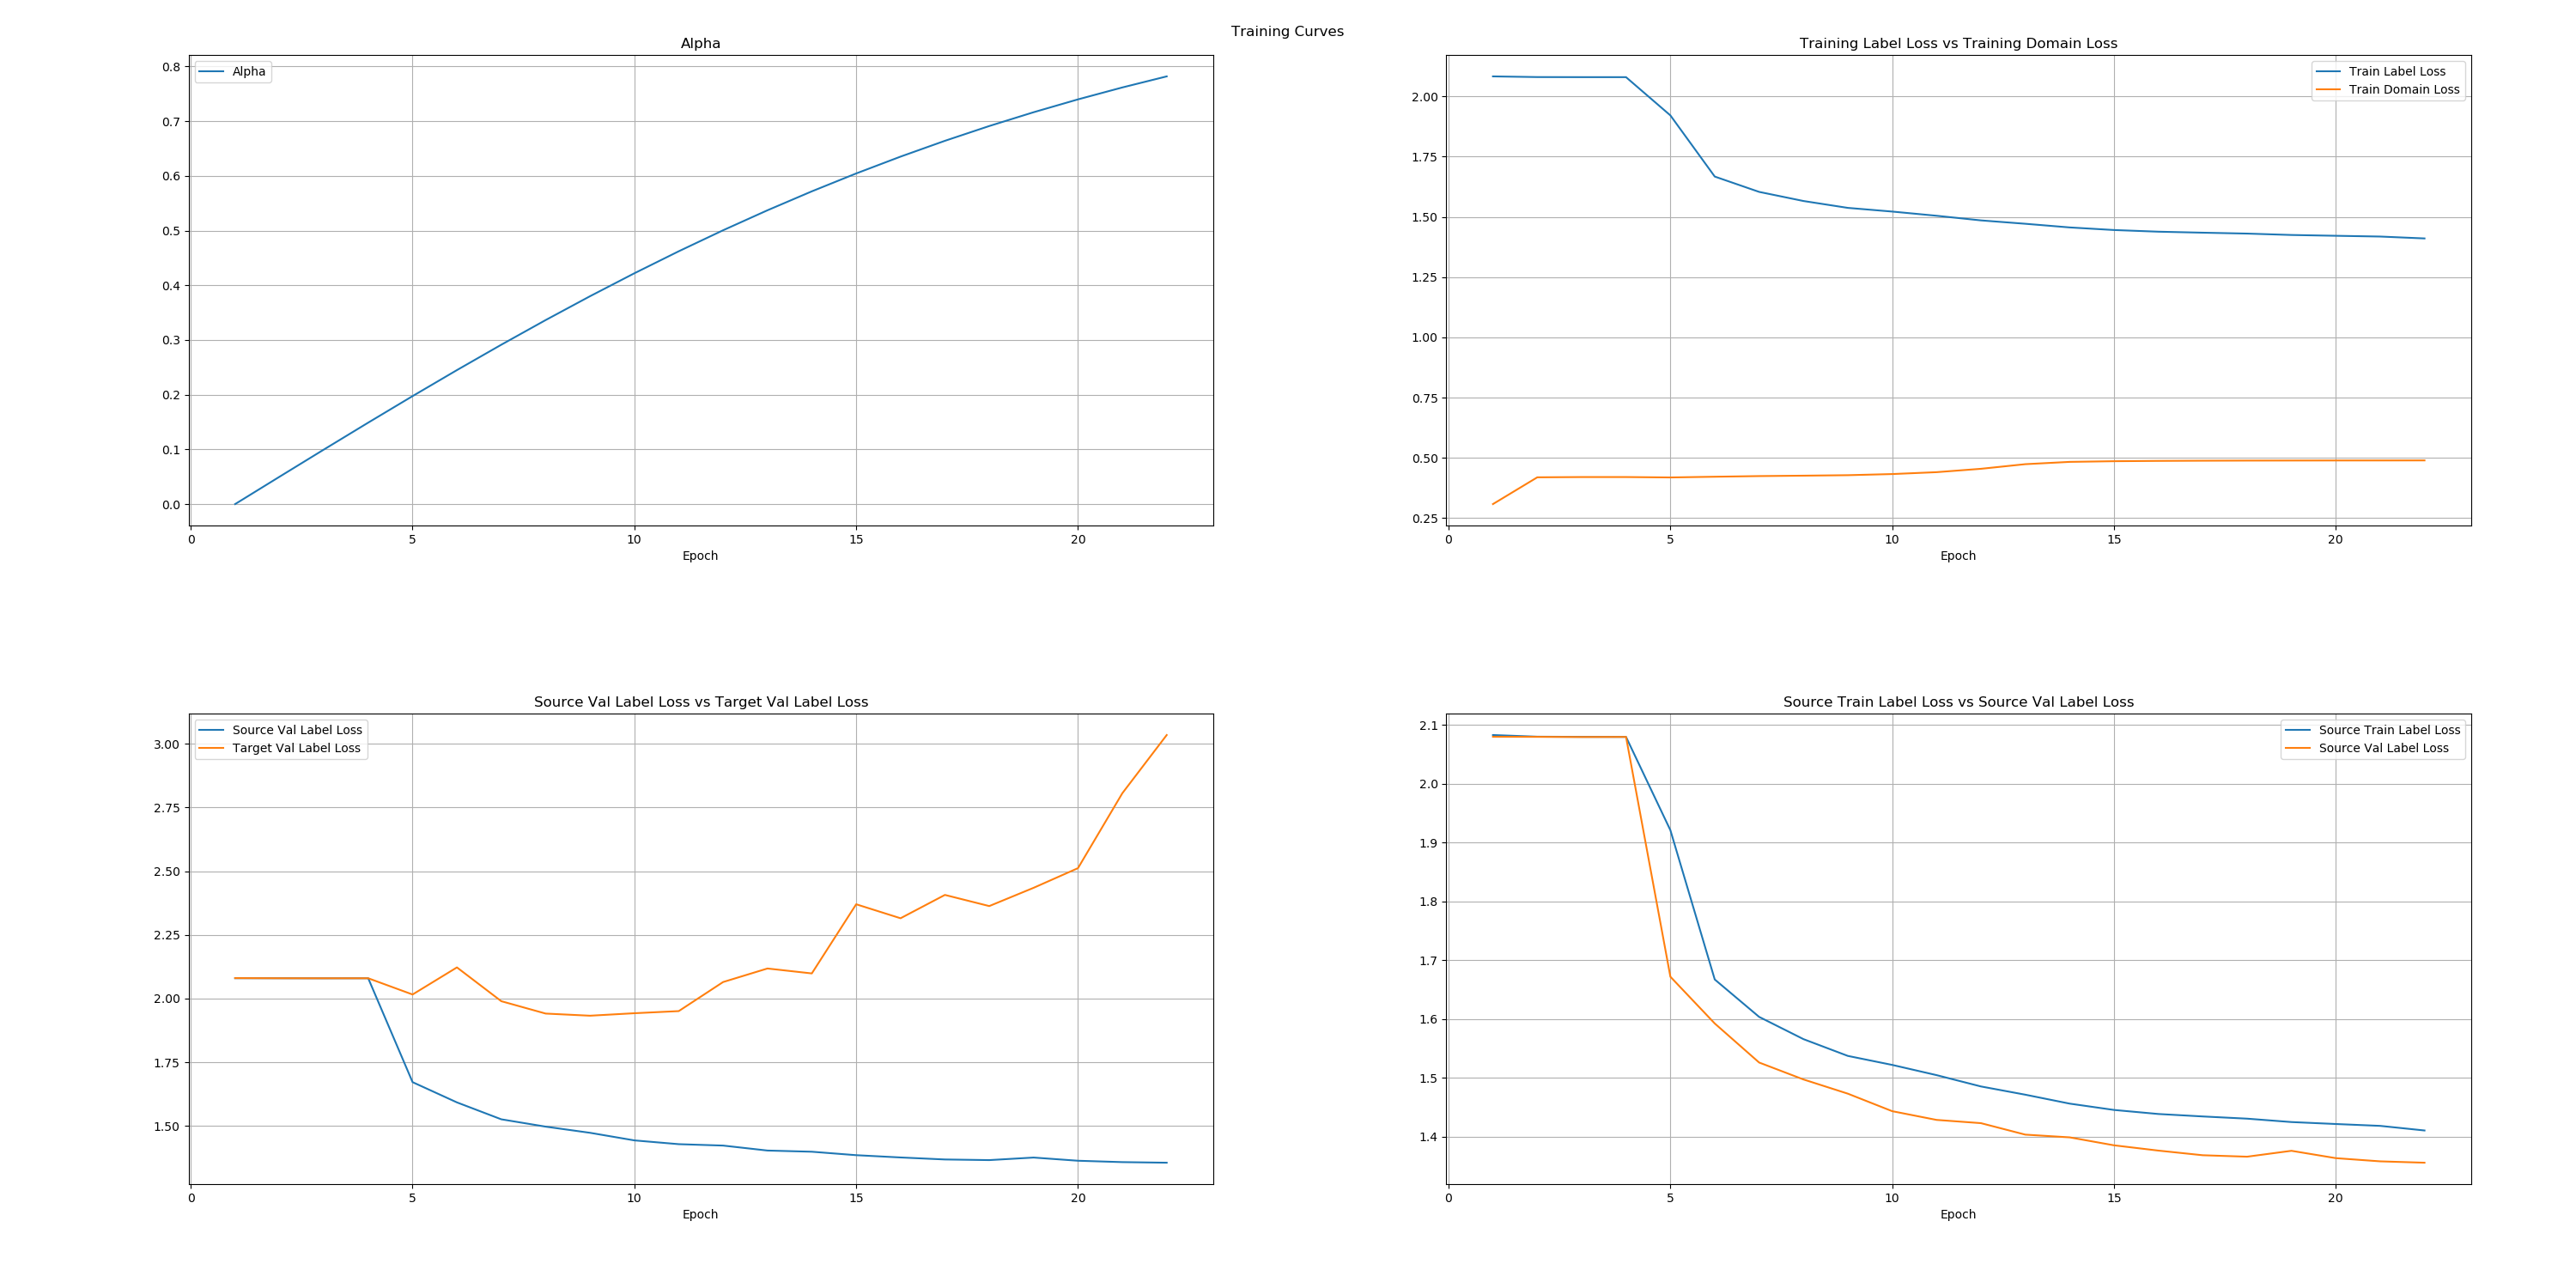 Training Curves
Alpha
Alpha
0.8
0.7
0.6
0.5
0.4
0.3
0.2
0.1
0.0
0 5 10 15 20
Epoch
Training Label Loss vs Training Domain Loss
Train Label Loss
Train Domain Loss
2.00
1.75
1.50
1.25
1.00
0.75
0.50
0.25
0 5 10 15 20
Epoch
Source Val Label Loss vs Target Val Label Loss
Source Val Label Loss
Target Val Label Loss
3.00
2.75
2.50
2.25
2.00
1.75
1.50
0 5 10 15 20
Epoch
Source Train Label Loss vs Source Val Label Loss
Source Train Label Loss
Source Val Label Loss
2.1
2.0
1.9
1.8
1.7
1.6
1.5
1.4
0 5 10 15 20
Epoch